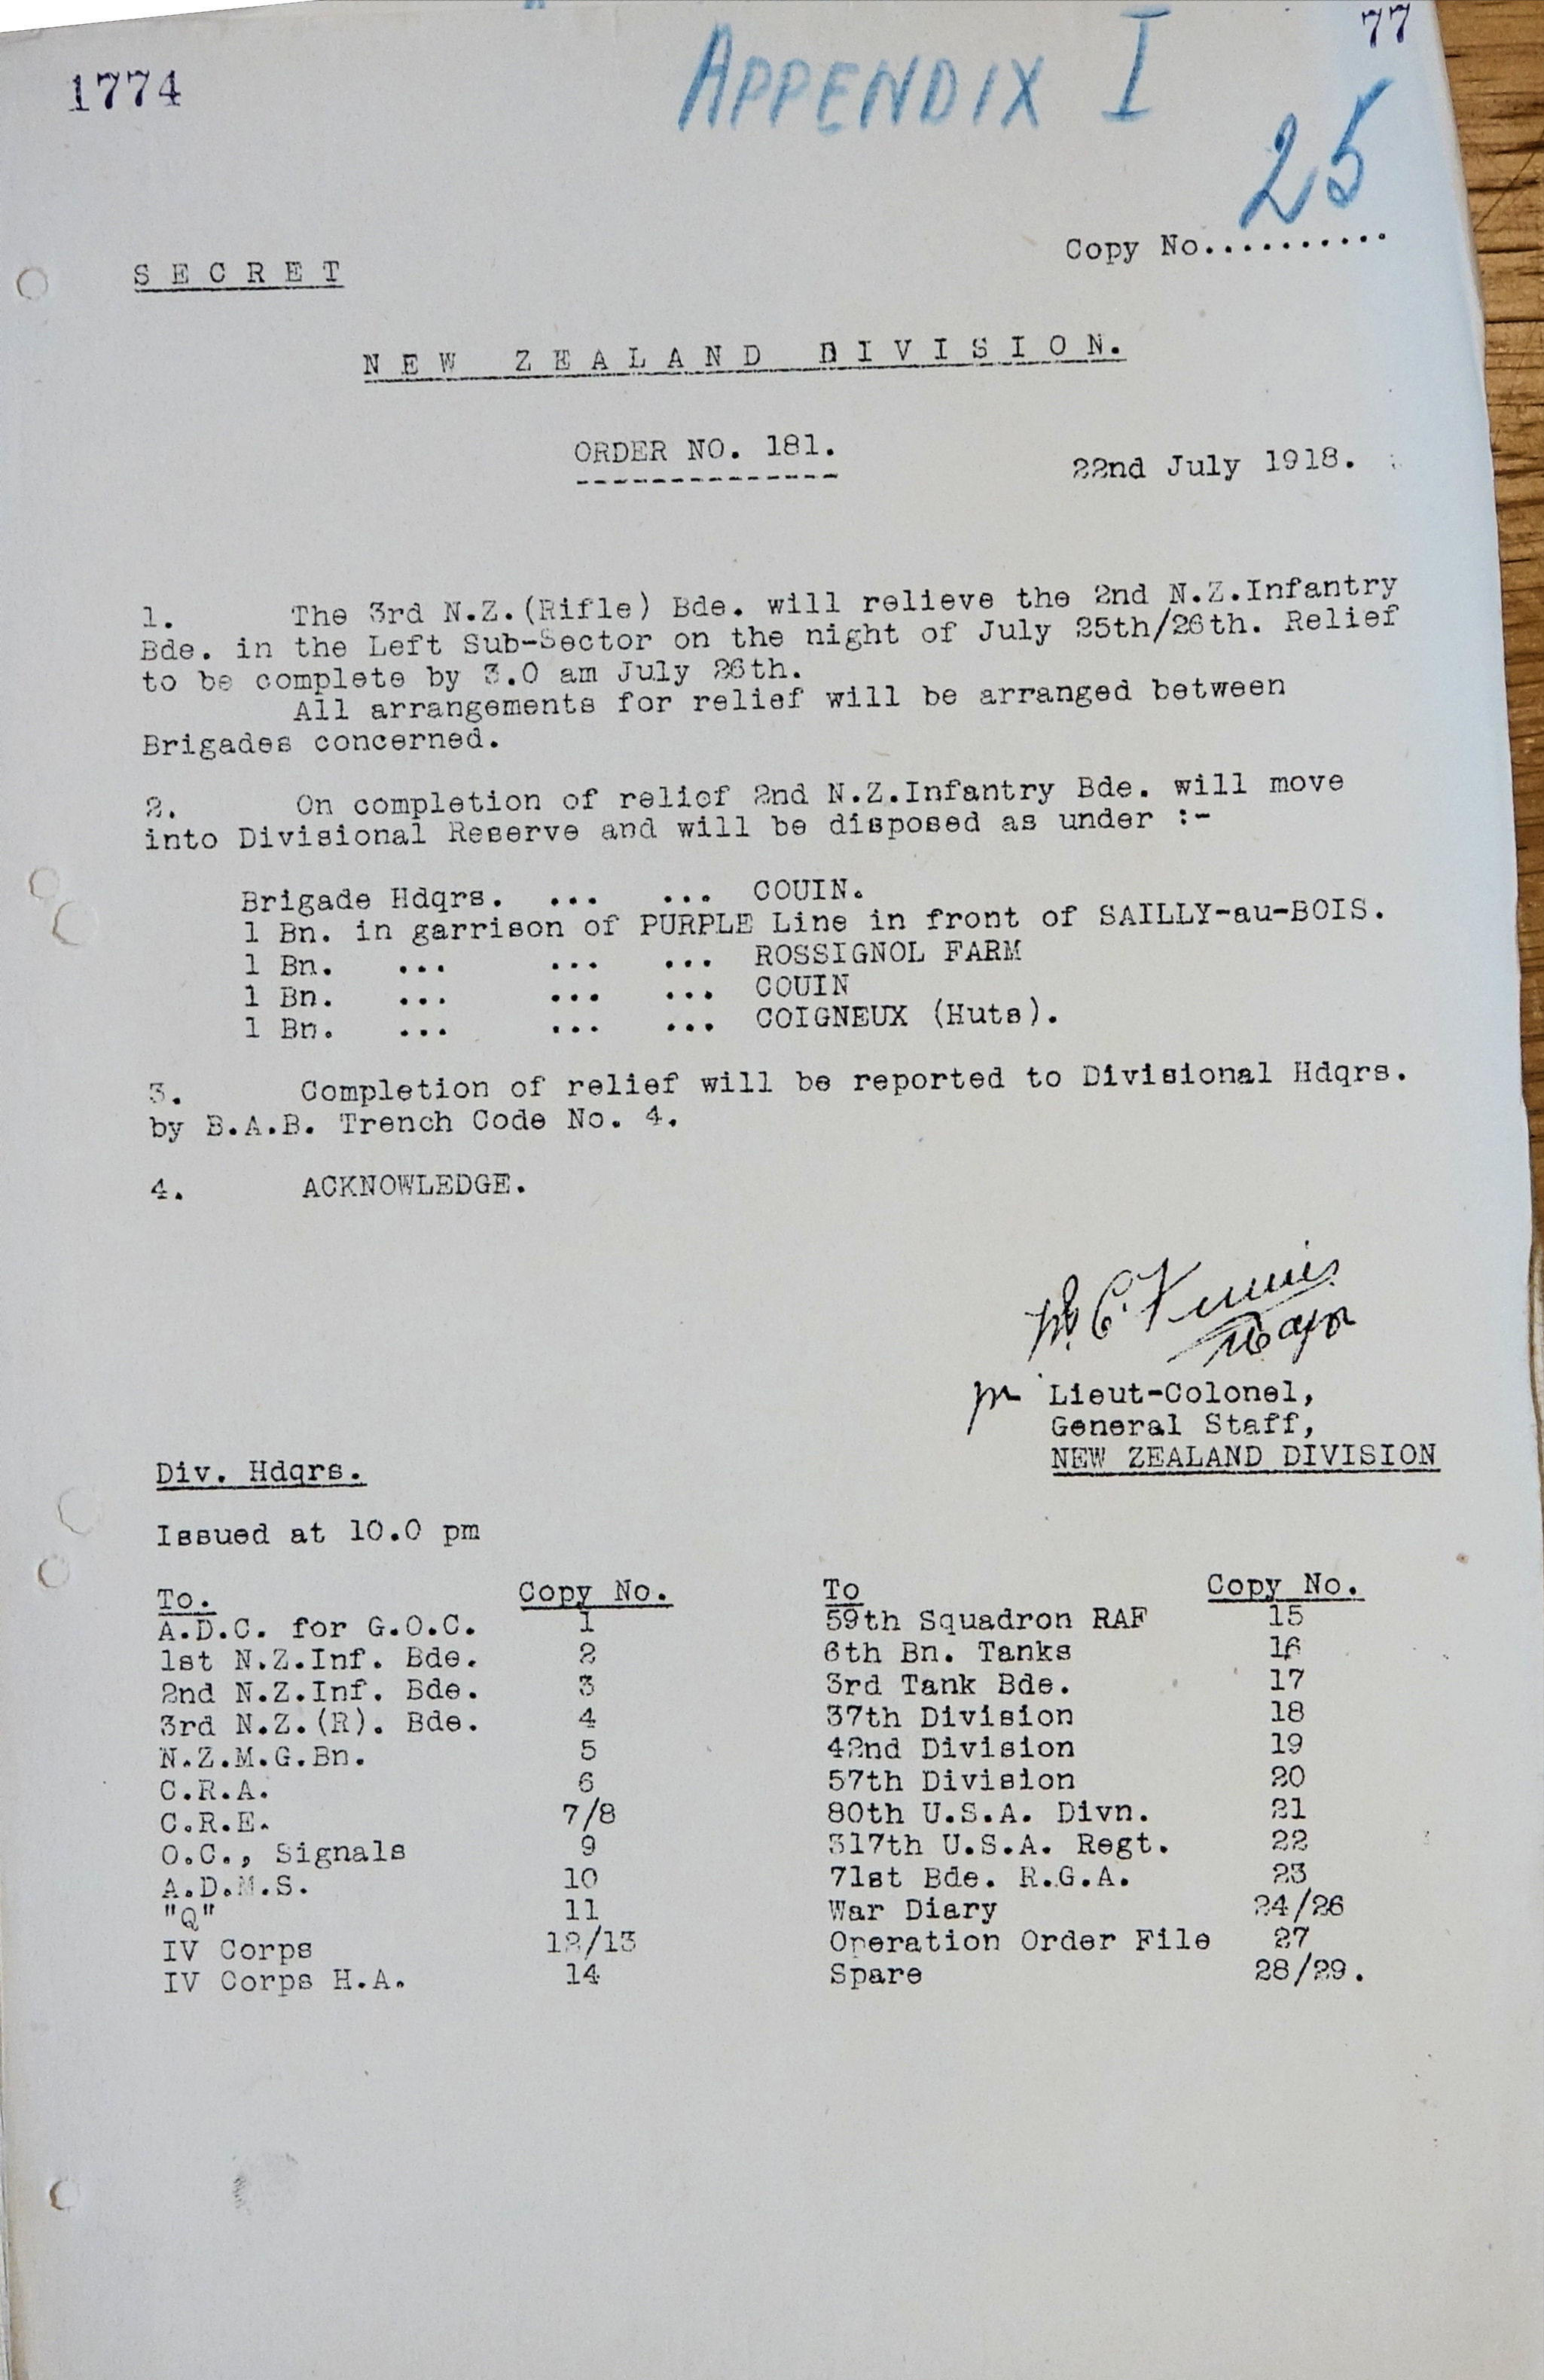 77
1774
APPENDIX I
25
Copy No..........
SECRET
NEW ZEALAND DIVISION.
ORDER NO. 181.
22nd July 1918.
1. The 3rd N.Z.(Rifle) Bde. will relieve the 2nd N.Z.Infantry
Bde. in the Left Sub-Sector on the night of July 25th/26th. Relief
to be complete by 3.0 am July 26th.
All arrangements for relief will be arranged between
Brigades concerned.
2. On completion of relief 2nd N.Z.Infantry Bde. will move
into Divisional Reserve and will be disposed as under :-
Brigade Hdqrs. ... ... COUIN.
1 Bn. in garrison of PURPLE Line in front of SAILLY-au-BOIS.
1 Bn. ... ... ... ROSSIGNOL FARM
1 Bn. ... ... ... COUIN
1 Bn. ... ... ... COIGNEUX (Huts).
3. Completion of relief will be reported to Divisional Hdqrs.
by B.A.B. Trench Code No. 4.
4. ACKNOWLEDGE.
Major
Lieut-Colonel,
General Staff,
NEW ZEALAND DIVISION
Div. Hdqrs.
Issued at 10.0 pm
To. Copy No. To Copy No.
A.D.C. for G.O.C. 1 59th Squadron RAF 15
1st N.Z.Inf. Bde. 2 6th Bn. Tanks 16
2nd N.Z.Inf. Bde. 3 3rd Tank Bde. 17
3rd N.Z.(R). Bde. 4 37th Division 18
N.Z.M.G.Bn. 5 42nd Division 19
C.R.A. 6 57th Division 20
C.R.E. 7/8 80th U.S.A. Divn. 21
O.C., Signals 9 317th U.S.A. Regt. 22
A.D.M.S. 10 71st Bde. R.G.A. 23
"Q" 11 War Diary 24/26
IV Corps 12/13 Operation Order File 27
IV Corps H.A. 14 Spare 28/29.